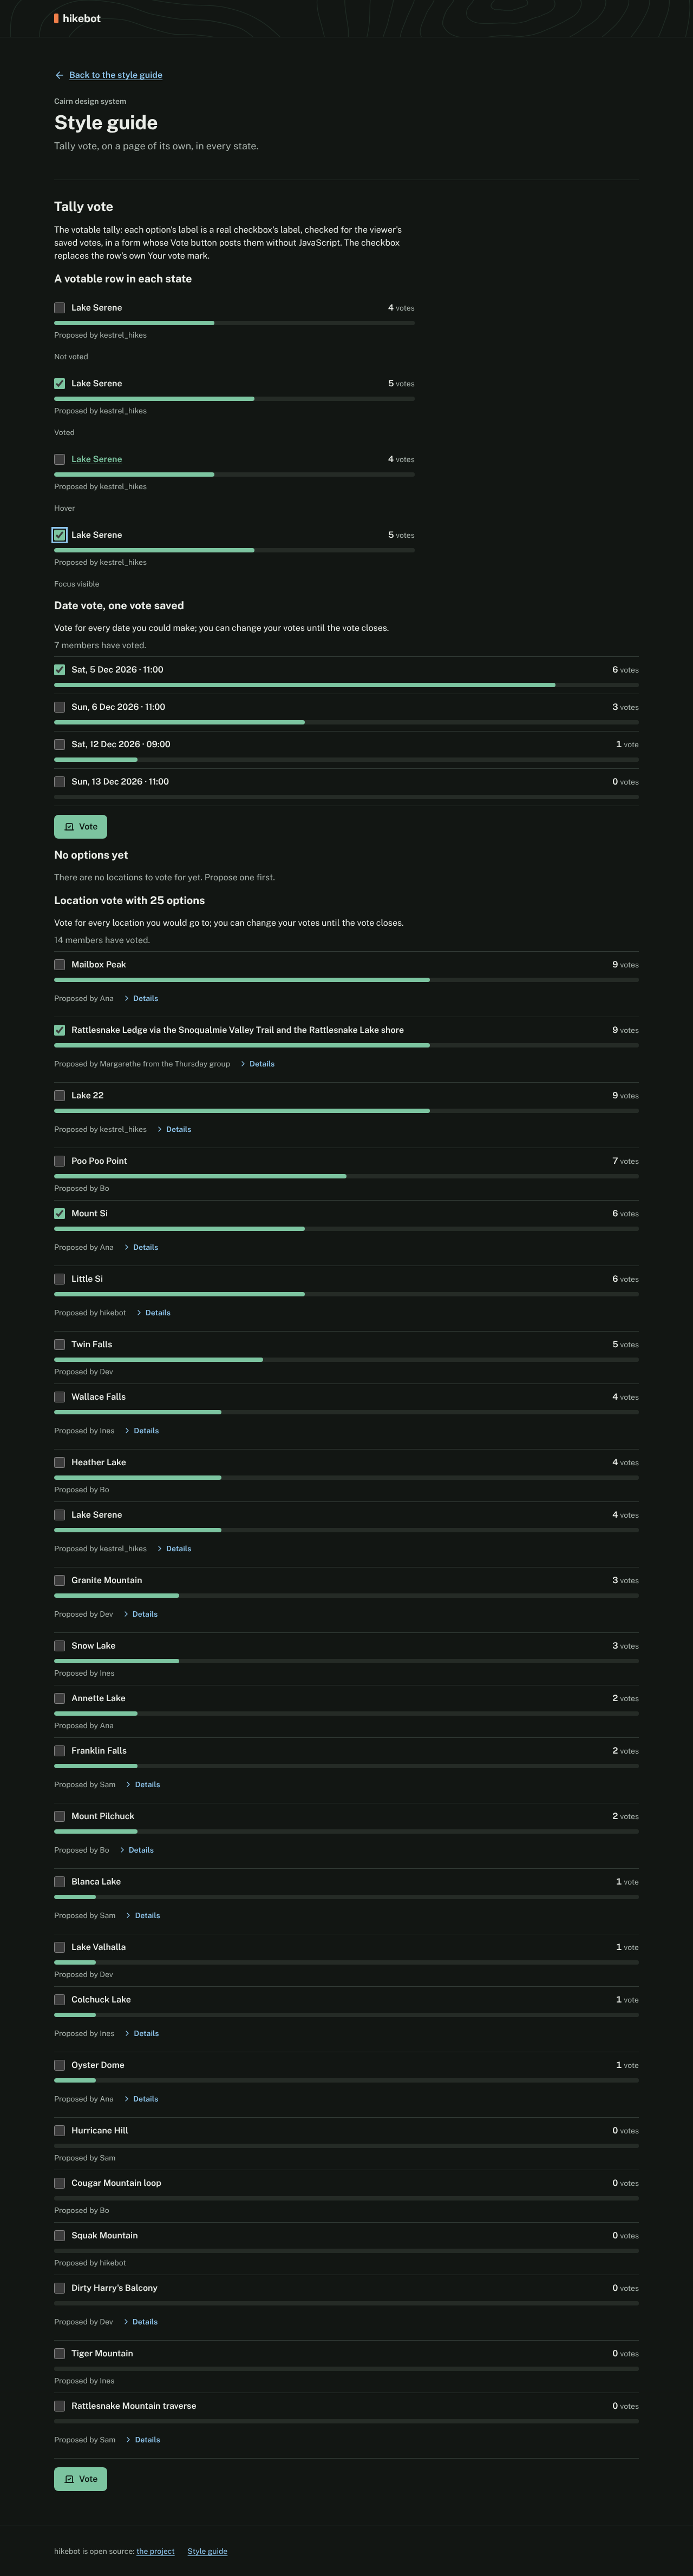 hikebot
Back to the style guide
Cairn design system
Style guide
Tally vote, on a page of its own, in every state.
Tally vote
The votable tally: each option's label is a real checkbox's label, checked for the viewer's
saved votes, in a form whose Vote button posts them without JavaScript. The checkbox
replaces the row's own Your vote mark.
A votable row in each state
Lake Serene 4 votes
Proposed by kestrel_hikes
Not voted
Lake Serene 5 votes
Proposed by kestrel_hikes
Voted
Lake Serene 4 votes
Proposed by kestrel_hikes
Hover
Lake Serene 5 votes
Proposed by kestrel_hikes
Focus visible
Date vote, one vote saved
Vote for every date you could make; you can change your votes until the vote closes.
7 members have voted.
Sat, 5 Dec 2026 · 11:00 6 votes
Sun, 6 Dec 2026 · 11:00 3 votes
Sat, 12 Dec 2026 · 09:00 1 vote
Sun, 13 Dec 2026 · 11:00 0 votes
Vote
No options yet
There are no locations to vote for yet. Propose one first.
Location vote with 25 options
Vote for every location you would go to; you can change your votes until the vote closes.
14 members have voted.
Mailbox Peak 9 votes
Proposed by Ana Details
Rattlesnake Ledge via the Snoqualmie Valley Trail and the Rattlesnake Lake shore 9 votes
Proposed by Margarethe from the Thursday group Details
Lake 22 9 votes
Proposed by kestrel_hikes Details
Poo Poo Point 7 votes
Proposed by Bo
Mount Si 6 votes
Proposed by Ana Details
Little Si 6 votes
Proposed by hikebot Details
Twin Falls 5 votes
Proposed by Dev
Wallace Falls 4 votes
Proposed by Ines Details
Heather Lake 4 votes
Proposed by Bo
Lake Serene 4 votes
Proposed by kestrel_hikes Details
Granite Mountain 3 votes
Proposed by Dev Details
Snow Lake 3 votes
Proposed by Ines
Annette Lake 2 votes
Proposed by Ana
Franklin Falls 2 votes
Proposed by Sam Details
Mount Pilchuck 2 votes
Proposed by Bo Details
Blanca Lake 1 vote
Proposed by Sam Details
Lake Valhalla 1 vote
Proposed by Dev
Colchuck Lake 1 vote
Proposed by Ines Details
Oyster Dome 1 vote
Proposed by Ana Details
Hurricane Hill 0 votes
Proposed by Sam
Cougar Mountain loop 0 votes
Proposed by Bo
Squak Mountain 0 votes
Proposed by hikebot
Dirty Harry's Balcony 0 votes
Proposed by Dev Details
Tiger Mountain 0 votes
Proposed by Ines
Rattlesnake Mountain traverse 0 votes
Proposed by Sam Details
Vote
hikebot is open source: the project Style guide